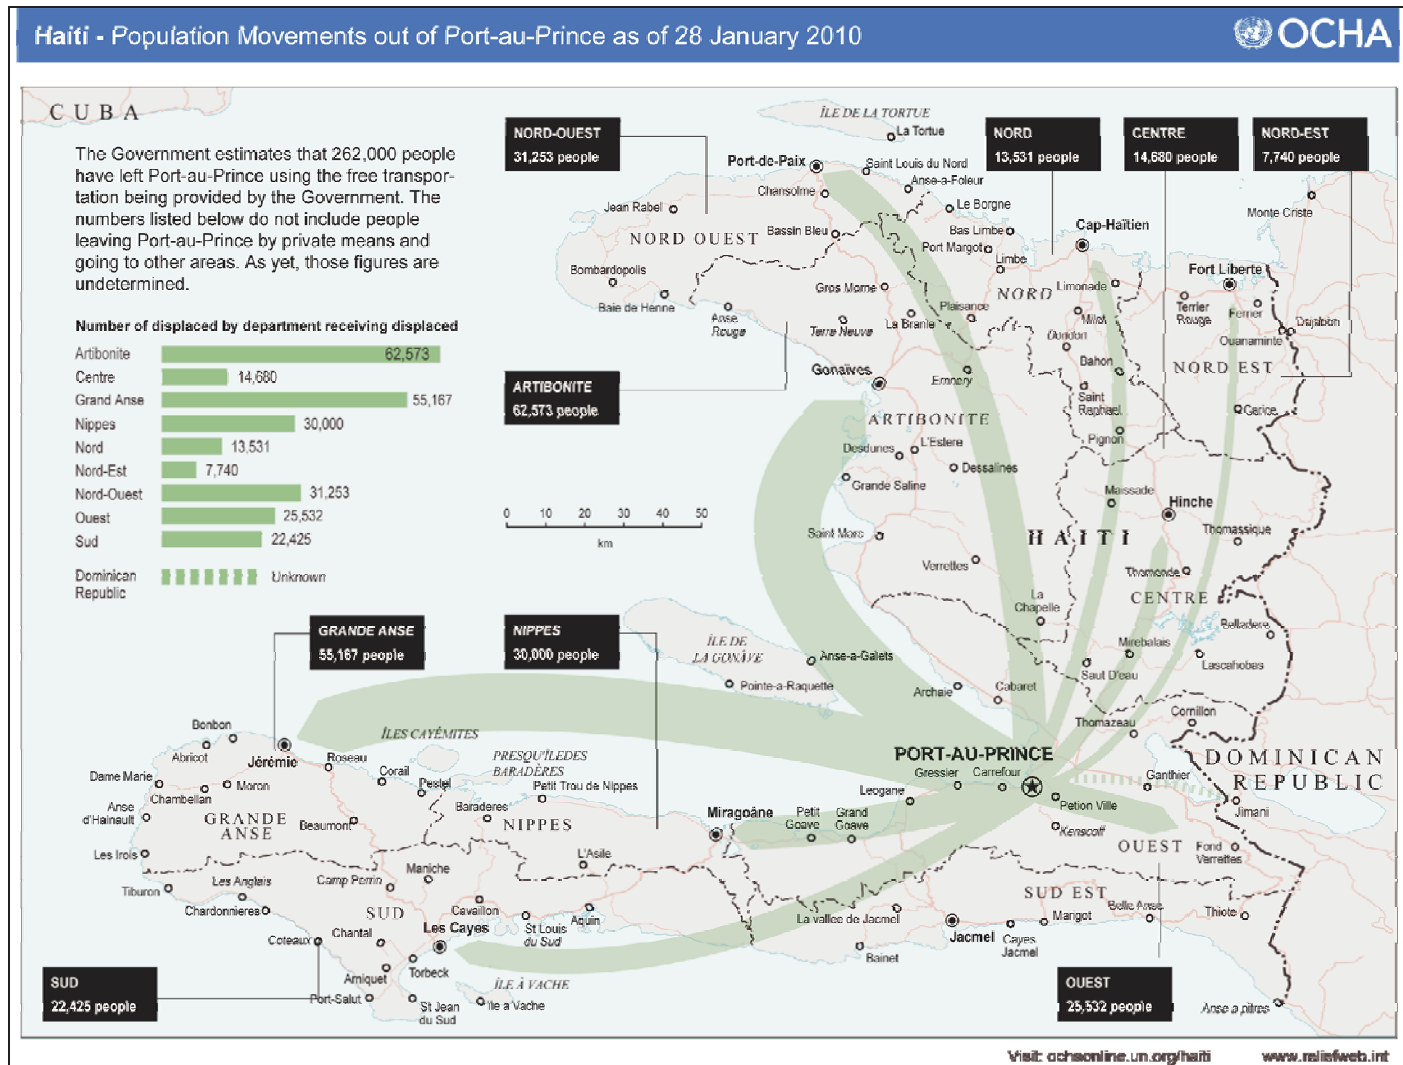 Haiti - Population Movements out of Port-au-Prince as of 28 January 2010
OCHA
CUBA
The Government estimates that 262,000 people
have left Port-au-Prince using the free transpor-
tation being provided by the Government. The
numbers listed below do not include people
leaving Port-au-Prince by private means and
going to other areas. As yet, those figures are
undetermined.
Number of displaced by department receiving displaced
Artibonite 62,573
Centre 14,680
Grand Anse 55,167
Nippes 30,000
Nord 13,531
Nord-Est 7,740
Nord-Ouest 31,253
Ouest 25,532
Sud 22,425
Dominican
Republic
Unknown
NORD-OUEST
31,253 people
NORD
13,531 people
CENTRE
14,680 people
NORD-EST
7,740 people
ARTIBONITE
62,573 people
GRANDE ANSE
55,167 people
NIPPES
30,000 people
SUD
22,425 people
OUEST
25,532 people
0 10 20 30 40 50
km
ÎLE DE LA TORTUE
La Tortue
Port-de-Paix
Saint Louis du Nord
Chansolme
Anse-a-Foleur
Jean Rabel
Le Borgne
NORD OUEST
Bassin Bleu
Bas Limbe
Port Margot
Limbe
Cap-Haïtien
Monte Criste
Bombardopolis
Baie de Henne
Anse
Rouge
Gros Morne
Terre Neuve
La Branle
Plaisance
NORD
Limonade
Milot
Dondon
Bahon
Saint
Raphael
Pignon
Fort Liberte
Terrier
Rouge
Ferrier
Ouanaminte
Dajabon
NORD EST
Carice
Gonaïves
Ennery
ARTIBONITE
Desdunes
L'Estere
Dessalines
Grande Saline
Saint Marc
Verrettes
La
Chapelle
HAITI
Maissade
Hinche
Thomassique
Thomonde
CENTRE
Belladere
Mirebalais
Lascahobas
Saut D'eau
ÎLE DE
LA GONÂVE
Anse-a-Galets
Pointe-a-Raquette
Archaie
Cabaret
Thomazeau
Cornillon
PORT-AU-PRINCE
DOMINICAN
REPUBLIC
Gressier
Carrefour
Leogane
Ganthier
Jimani
Petion Ville
Kenscoff
OUEST
Fond
Verrettes
Petit
Goave
Grand
Goave
Miragoâne
Bonbon
Abricot
Jérémie
Roseau
ÎLES CAYÉMITES
Corail
Pestel
PRESQU'ÎLEDES
BARADÈRES
Petit Trou de Nippes
Baraderes
Dame Marie
Chambellan
Moron
Anse
d'Hainault
GRANDE
ANSE
Beaumont
NIPPES
Les Irois
L'Asile
Tiburon
Les Anglais
Chardonnieres
Camp Perrin
Maniche
SUD
Cavaillon
Les Cayes
St Louis
du Sud
Aquin
Coteaux
Chantal
Torbeck
Arniquet
Port-Salut
St Jean
du Sud
ÎLE À VACHE
Ile a Vache
SUD EST
La vallee de Jacmel
Bainet
Jacmel
Cayes
Jacmel
Marigot
Belle Anse
Thiote
Anse a pitres
Visit: ochaonline.un.org/haiti
www.reliefweb.int